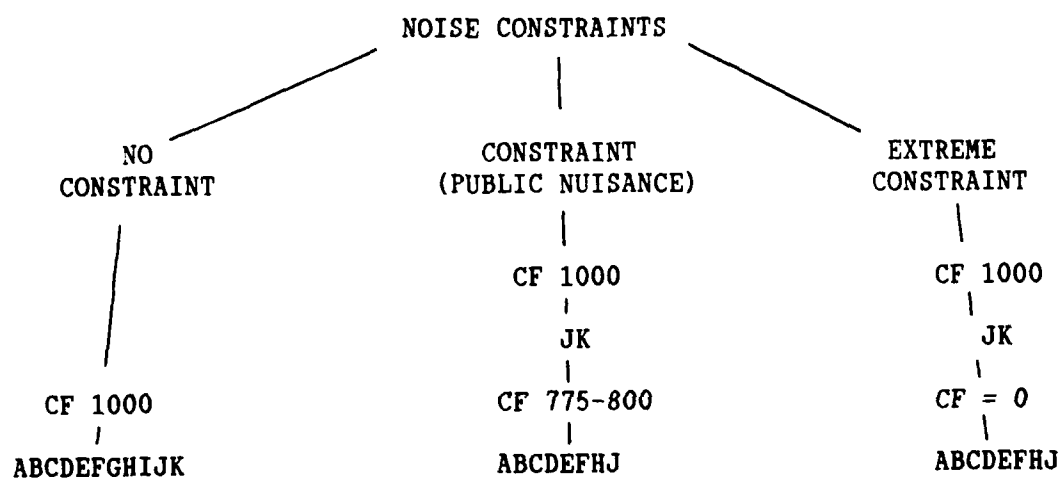 NOISE CONSTRAINTS
NO
CONSTRAINT
CF 1000
ABCDEFGHIJK
CONSTRAINT
(PUBLIC NUISANCE)
CF 1000
JK
CF 775-800
ABCDEFHJ
EXTREME
CONSTRAINT
CF 1000
JK
CF = 0
ABCDEFHJ